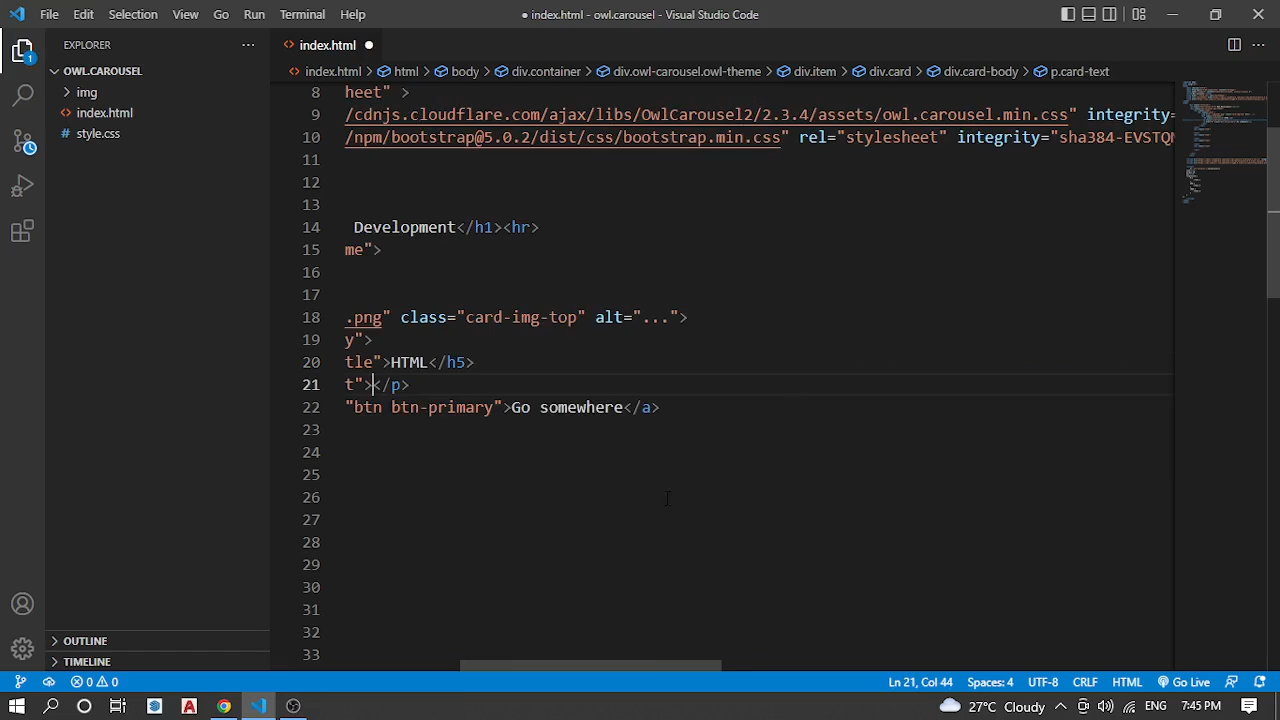 File Edit Selection View Go Run Terminal Help
● index.html - owl.carousel - Visual Studio Code
EXPLORER
1
OWL.CAROUSEL
img
index.html
style.css
OUTLINE
TIMELINE
index.html
index.html > html > body > div.container > div.owl-carousel.owl-theme > div.item > div.card > div.card-body > p.card-text
8 heet" >
9 /cdnjs.cloudflare.com/ajax/libs/OwlCarousel2/2.3.4/assets/owl.carousel.min.css" integrity=
10 /npm/bootstrap@5.0.2/dist/css/bootstrap.min.css" rel="stylesheet" integrity="sha384-EVSTQN
11
12
13
14 Development</h1><hr>
15 me">
16
17
18 .png" class="card-img-top" alt="...">
19 y">
20 tle">HTML</h5>
21 t"></p>
22 "btn btn-primary">Go somewhere</a>
23
24
25
26
27
28
29
30
31
32
33
0 0 Ln 21, Col 44 Spaces: 4 UTF-8 CRLF HTML Go Live
27°C Cloudy ENG 7:45 PM